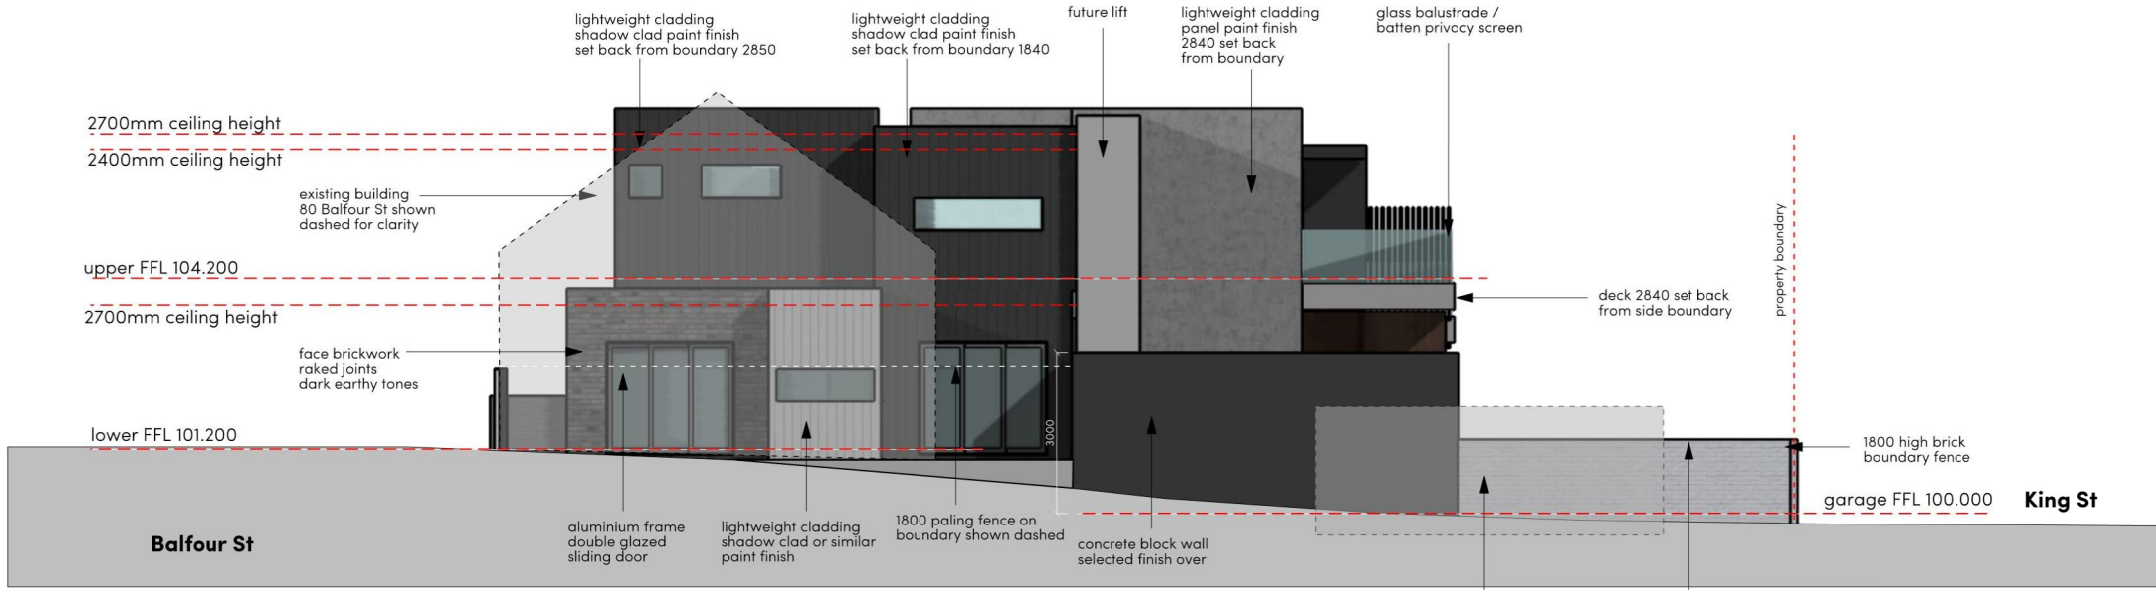 lightweight cladding
shadow clad paint finish
set back from boundary 2850
lightweight cladding
shadow clad paint finish
set back from boundary 1840
future lift
lightweight cladding
panel paint finish
2840 set back
from boundary
glass balustrade /
batten privccy screen
2700mm ceiling height
2400mm ceiling height
existing building
80 Balfour St shown
dashed for clarity
property boundary
upper FFL 104.200
2700mm ceiling height
deck 2840 set back
from side boundary
face brickwork
raked joints
dark earthy tones
lower FFL 101.200
3000
1800 high brick
boundary fence
garage FFL 100.000
King St
Balfour St
aluminium frame
double glazed
sliding door
lightweight cladding
shadow clad or similar
paint finish
1800 paling fence on
boundary shown dashed
concrete block wall
selected finish over